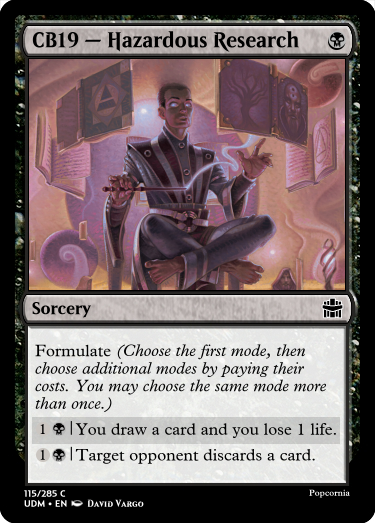 CB19 — Hazardous Research
Sorcery
Formulate (Choose the first mode, then
choose additional modes by paying their
costs. You may choose the same mode more
than once.)
1 | You draw a card and you lose 1 life.
1 | Target opponent discards a card.
115/285 C
Popcornia
UDM • EN David Vargo